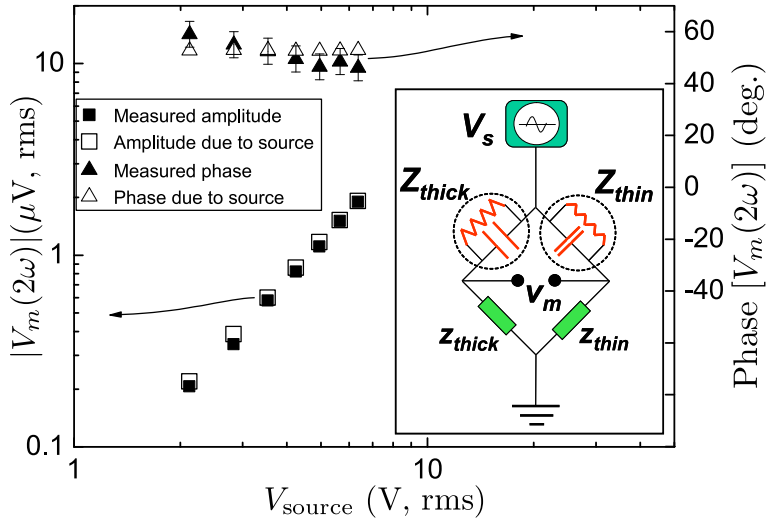 |V_m(2ω)|(μV, rms)
10
1
0.1
1
10
V_source (V, rms)
60
40
20
0
-20
-40
Phase [V_m(2ω)] (deg.)
Measured amplitude
Amplitude due to source
Measured phase
Phase due to source
V_s
Z_thick
Z_thin
V_m
z_thick
z_thin